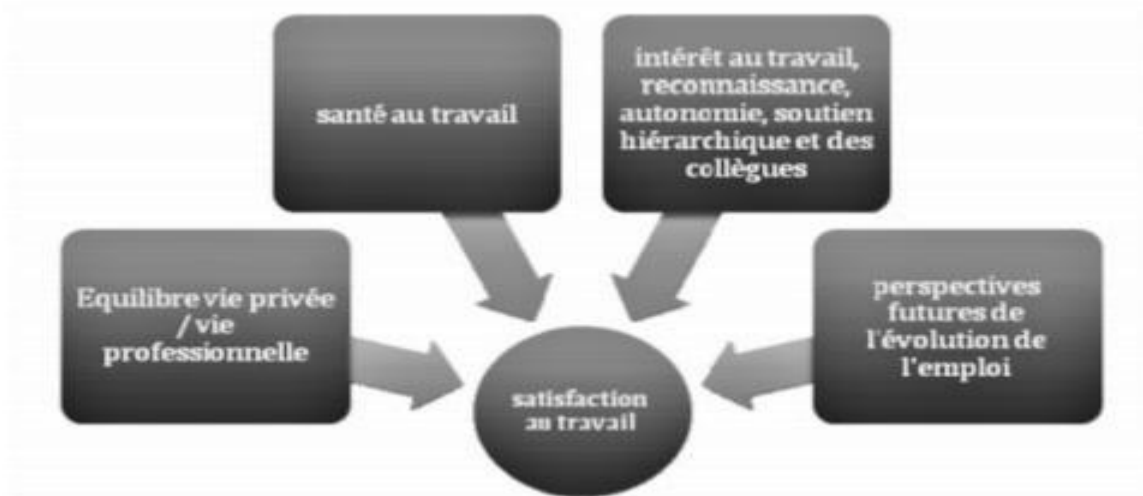 santé au travail
intérêt au travail,
reconnaissance,
autonomie, soutien
hiérarchique et des
collègues
Equilibre vie privée
/ vie
professionnelle
perspectives
futures de
l'évolution de
l'emploi
satisfaction
au travail